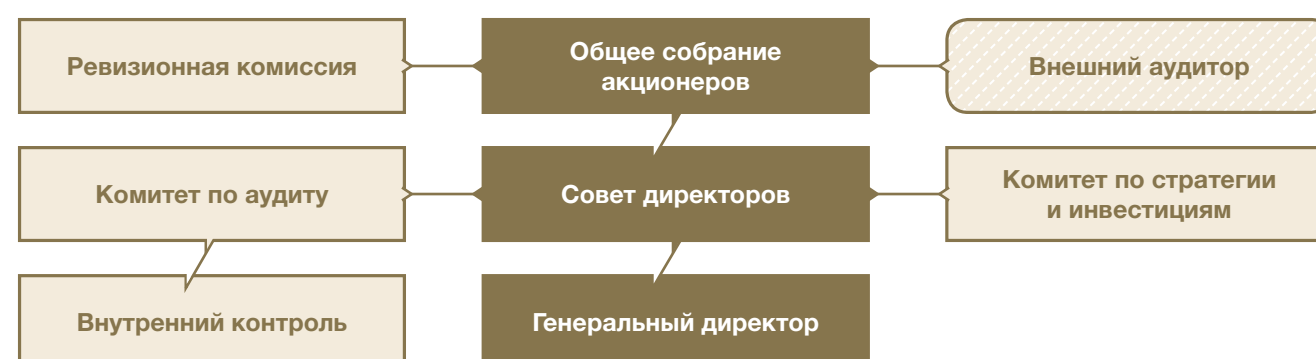 Ревизионная комиссия
Общее собрание
акционеров
Внешний аудитор
Комитет по аудиту
Совет директоров
Комитет по стратегии
и инвестициям
Внутренний контроль
Генеральный директор